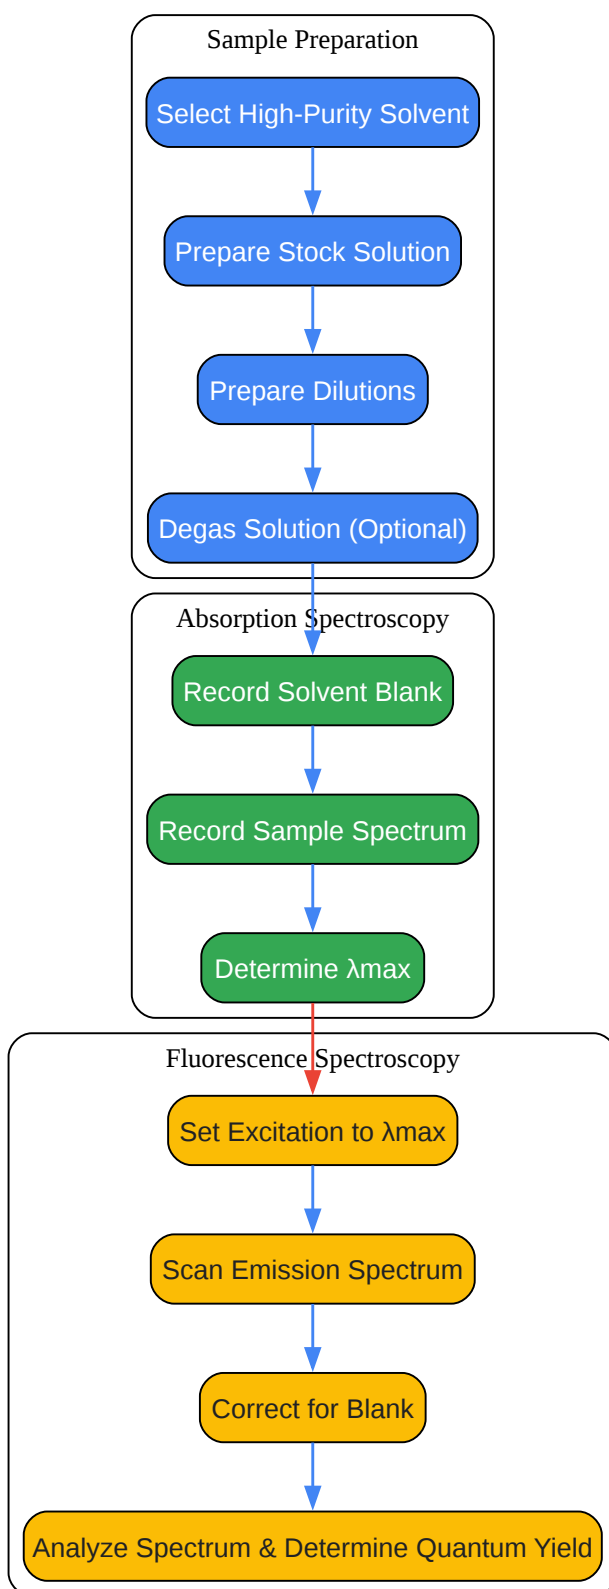 Sample Preparation
Select High-Purity Solvent
Prepare Stock Solution
Prepare Dilutions
Degas Solution (Optional)
Absorption Spectroscopy
Record Solvent Blank
Record Sample Spectrum
Determine λmax
Fluorescence Spectroscopy
Set Excitation to λmax
Scan Emission Spectrum
Correct for Blank
Analyze Spectrum & Determine Quantum Yield